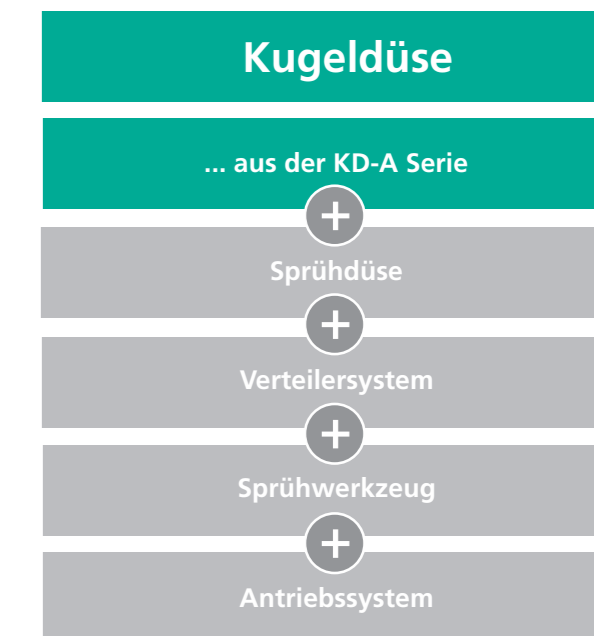 Kugeldüse
... aus der KD-A Serie
+
Sprühdüse
+
Verteilersystem
+
Sprühwerkzeug
+
Antriebssystem